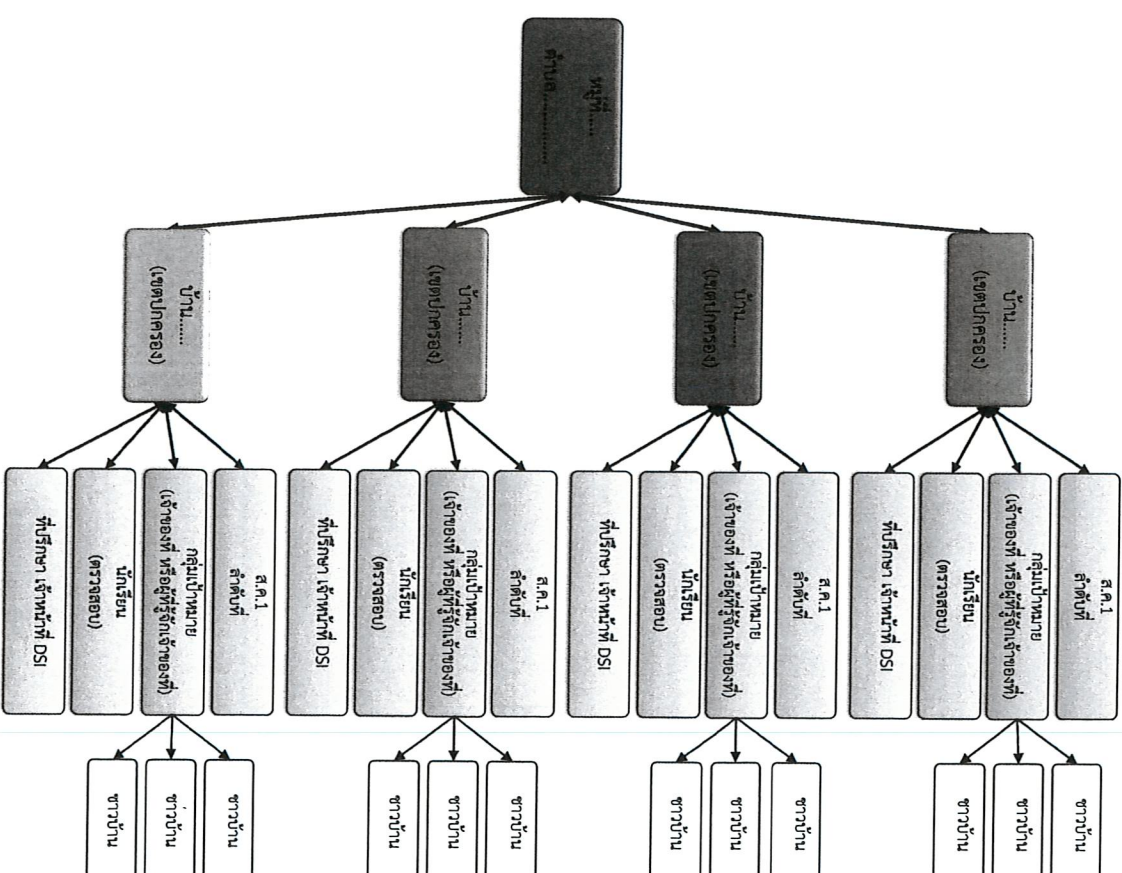 หมู่ที่.....
ตำบล...............
บ้าน......
(เขตปกครอง)
ส.ค.1
ลำดับที่
กลุ่มเป้าหมาย
(เจ้าของที่ หรือผู้ที่รู้จักเจ้าของที่)
ชาวบ้าน
ชาวบ้าน
ชาวบ้าน
นักเรียน
(ตรวจสอบ)
ที่ปรึกษา เจ้าหน้าที่ DSI
บ้าน......
(เขตปกครอง)
ส.ค.1
ลำดับที่
กลุ่มเป้าหมาย
(เจ้าของที่ หรือผู้ที่รู้จักเจ้าของที่)
ชาวบ้าน
ชาวบ้าน
ชาวบ้าน
นักเรียน
(ตรวจสอบ)
ที่ปรึกษา เจ้าหน้าที่ DSI
บ้าน......
(เขตปกครอง)
ส.ค.1
ลำดับที่
กลุ่มเป้าหมาย
(เจ้าของที่ หรือผู้ที่รู้จักเจ้าของที่)
ชาวบ้าน
ชาวบ้าน
ชาวบ้าน
นักเรียน
(ตรวจสอบ)
ที่ปรึกษา เจ้าหน้าที่ DSI
บ้าน......
(เขตปกครอง)
ส.ค.1
ลำดับที่
กลุ่มเป้าหมาย
(เจ้าของที่ หรือผู้ที่รู้จักเจ้าของที่)
ชาวบ้าน
ชาวบ้าน
ชาวบ้าน
นักเรียน
(ตรวจสอบ)
ที่ปรึกษา เจ้าหน้าที่ DSI